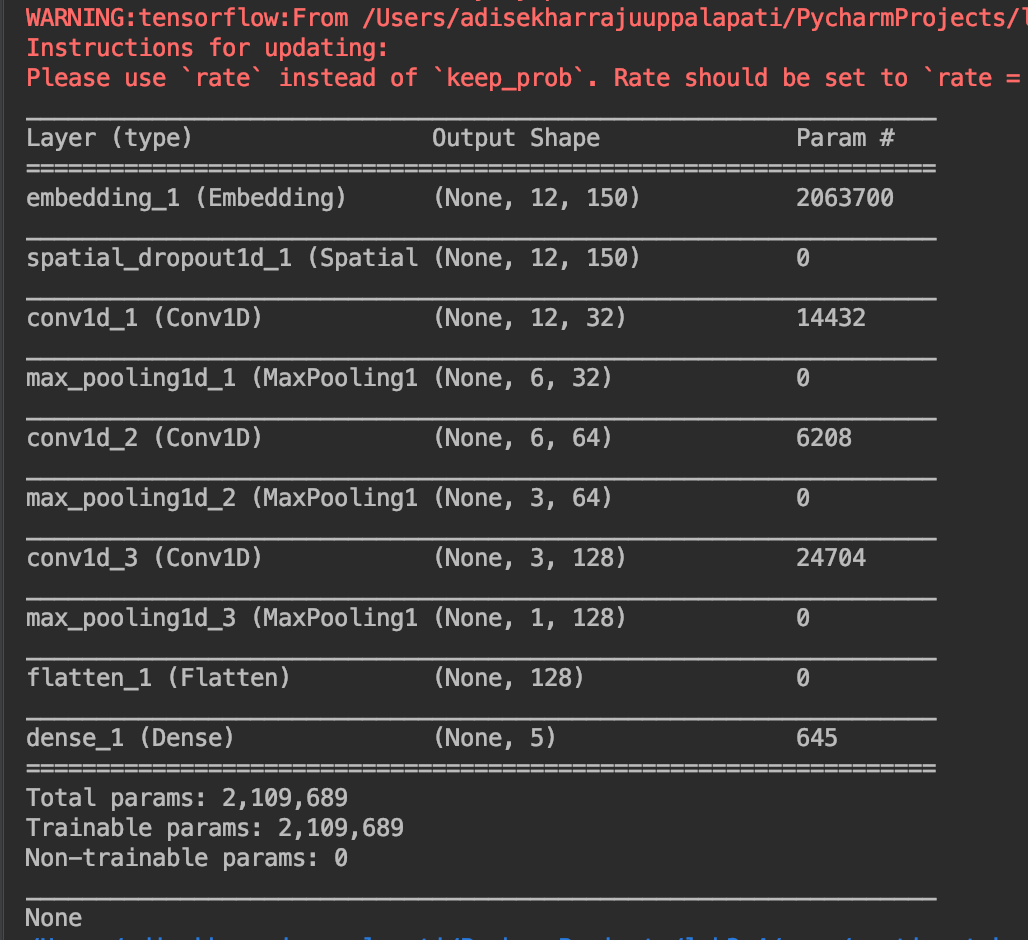 WARNING:tensorflow:From /Users/adisekharrajuuppalapati/PycharmProjects/
Instructions for updating:
Please use `rate` instead of `keep_prob`. Rate should be set to `rate =
Layer (type) Output Shape Param #
embedding_1 (Embedding) (None, 12, 150) 2063700
spatial_dropout1d_1 (Spatial (None, 12, 150) 0
conv1d_1 (Conv1D) (None, 12, 32) 14432
max_pooling1d_1 (MaxPooling1 (None, 6, 32) 0
conv1d_2 (Conv1D) (None, 6, 64) 6208
max_pooling1d_2 (MaxPooling1 (None, 3, 64) 0
conv1d_3 (Conv1D) (None, 3, 128) 24704
max_pooling1d_3 (MaxPooling1 (None, 1, 128) 0
flatten_1 (Flatten) (None, 128) 0
dense_1 (Dense) (None, 5) 645
Total params: 2,109,689
Trainable params: 2,109,689
Non-trainable params: 0
None